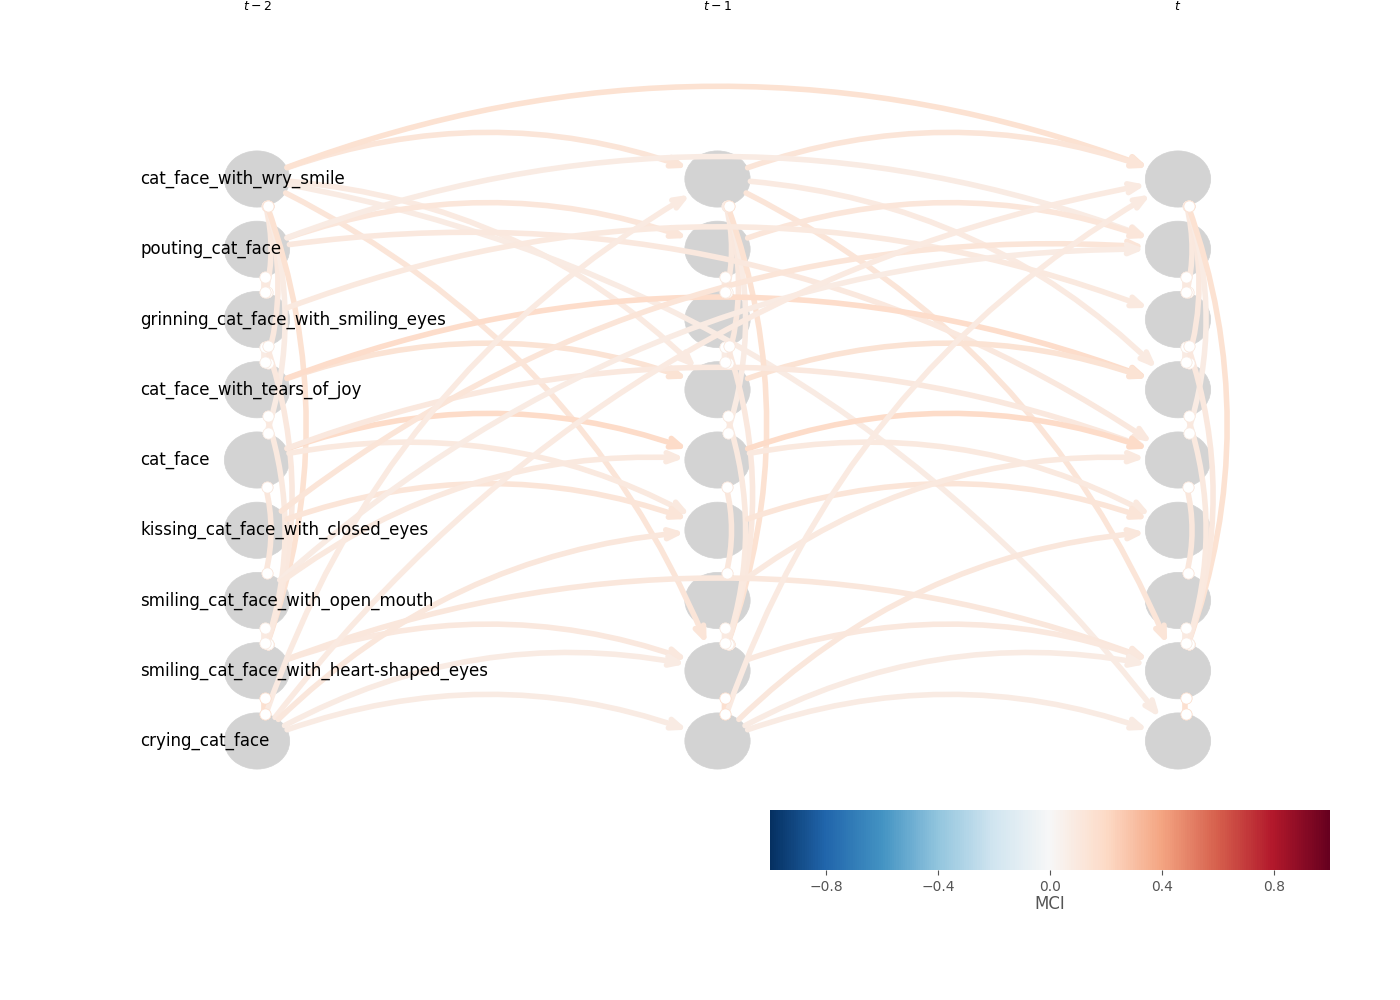 t − 2 t − 1 t
cat_face_with_wry_smile
pouting_cat_face
grinning_cat_face_with_smiling_eyes
cat_face_with_tears_of_joy
cat_face
kissing_cat_face_with_closed_eyes
smiling_cat_face_with_open_mouth
smiling_cat_face_with_heart-shaped_eyes
crying_cat_face
−0.8 −0.4 0.0 0.4 0.8
MCI